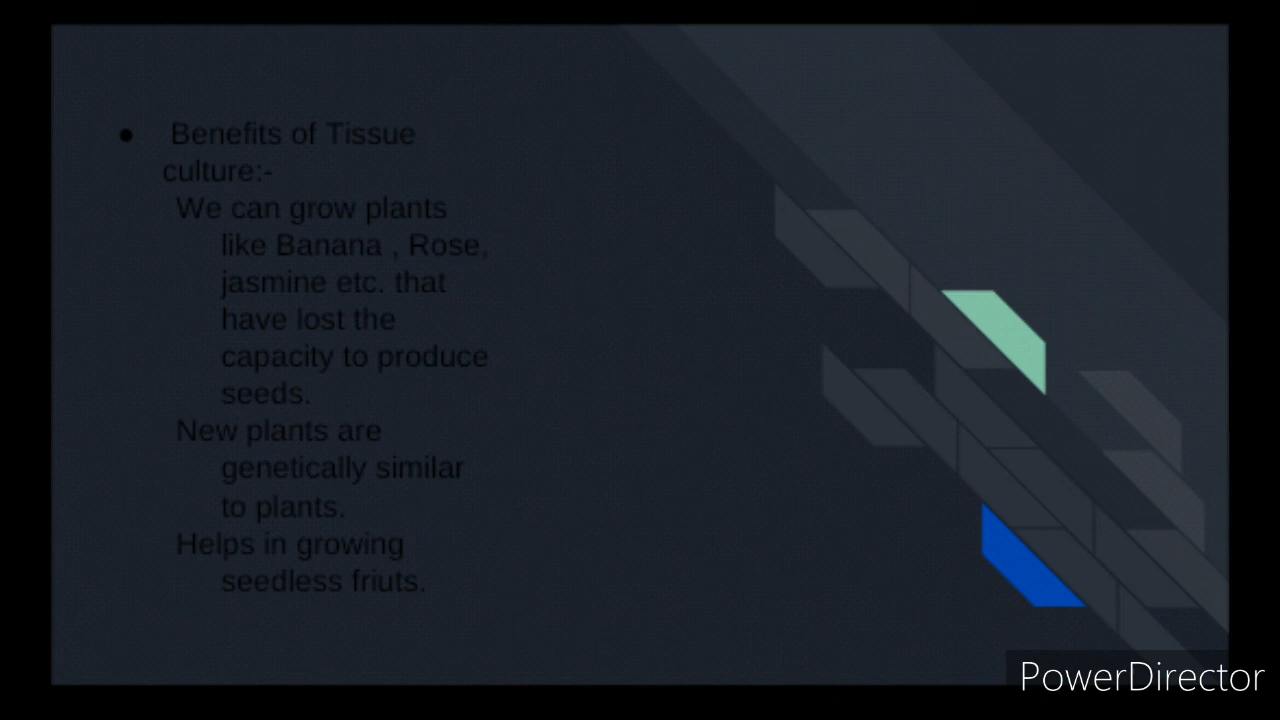 ● Benefits of Tissue
culture:-
We can grow plants
like Banana , Rose,
jasmine etc. that
have lost the
capacity to produce
seeds.
New plants are
genetically similar
to plants.
Helps in growing
seedless friuts.
PowerDirector